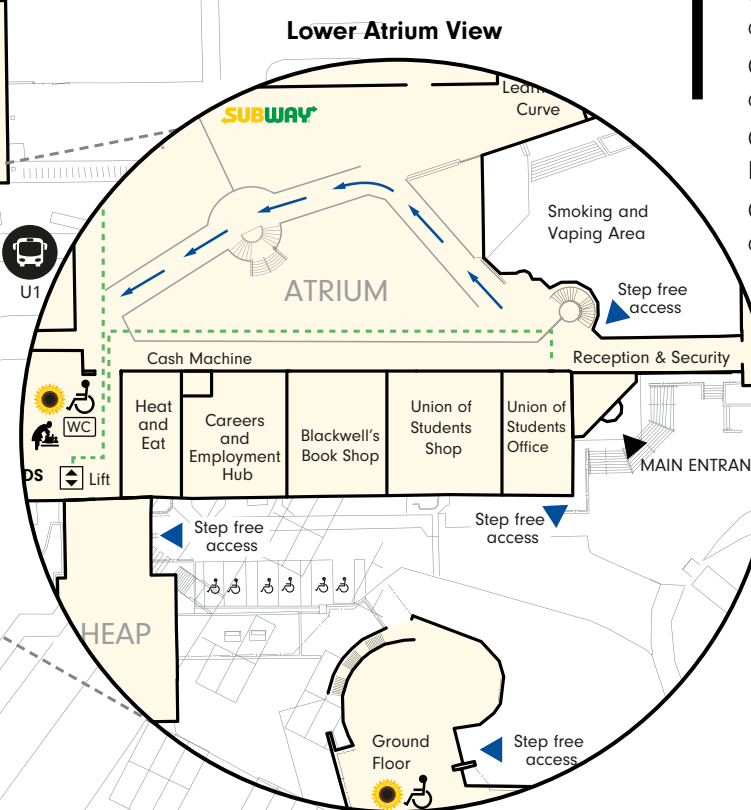 Lower Atrium View
SUBWAY
Curve
Smoking and
Vaping Area
U1
ATRIUM
Step free
access
Cash Machine
Reception & Security
WC
Lift
Heat
and
Eat
Careers
and
Employment
Hub
Blackwell's
Book Shop
Union of
Students
Shop
Union of
Students
Office
MAIN ENTRAN
DS
Step free
access
Step free
access
HEAP
Ground
Floor
Step free
access